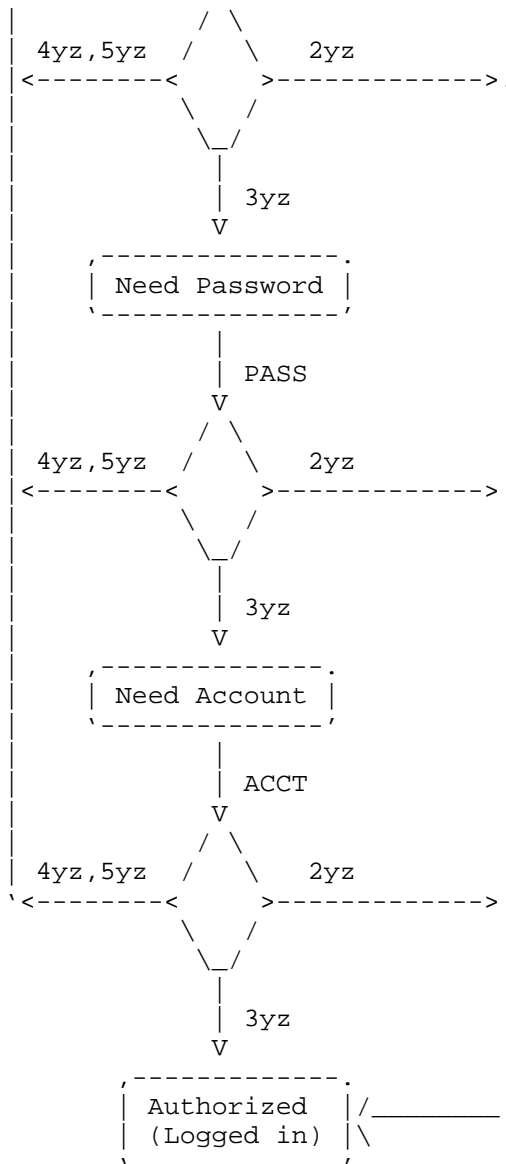 4yz,5yz 2yz
3yz
Need Password
PASS
4yz,5yz 2yz
3yz
Need Account
ACCT
4yz,5yz 2yz
3yz
Authorized
(Logged in)